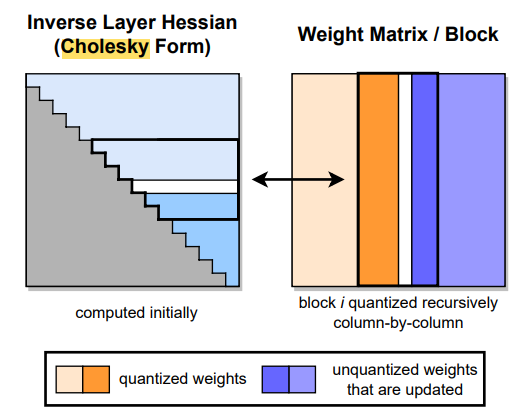 Inverse Layer Hessian
(Cholesky Form)
Weight Matrix / Block
computed initially
block i quantized recursively
column-by-column
quantized weights
unquantized weights
that are updated